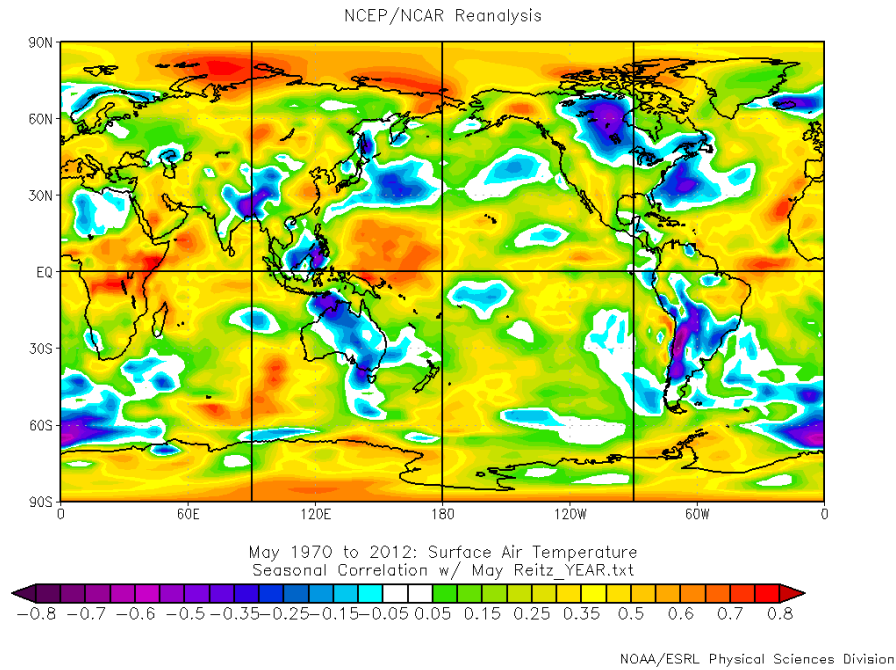 NCEP/NCAR Reanalysis
90N
60N
30N
EQ
30S
60S
90S
0 60E 120E 180 120W 60W 0
May 1970 to 2012: Surface Air Temperature
Seasonal Correlation w/ May Reitz_YEAR.txt
-0.8 -0.7 -0.6 -0.5 -0.35 -0.25 -0.15 -0.05 0.05 0.15 0.25 0.35 0.5 0.6 0.7 0.8
NOAA/ESRL Physical Sciences Division